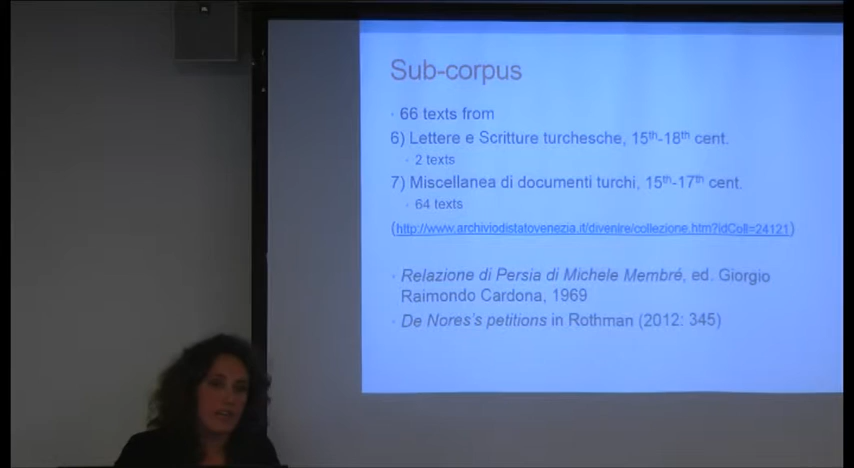 Sub-corpus
· 66 texts from
6) Lettere e Scritture turchesche, 15th-18th cent.
· 2 texts
7) Miscellanea di documenti turchi, 15th-17th cent.
· 64 texts
(http://www.archiviodistatovenezia.it/divenire/collezione.htm?idColl=24121)
· Relazione di Persia di Michele Membré, ed. Giorgio
Raimondo Cardona, 1969
· De Nores's petitions in Rothman (2012: 345)